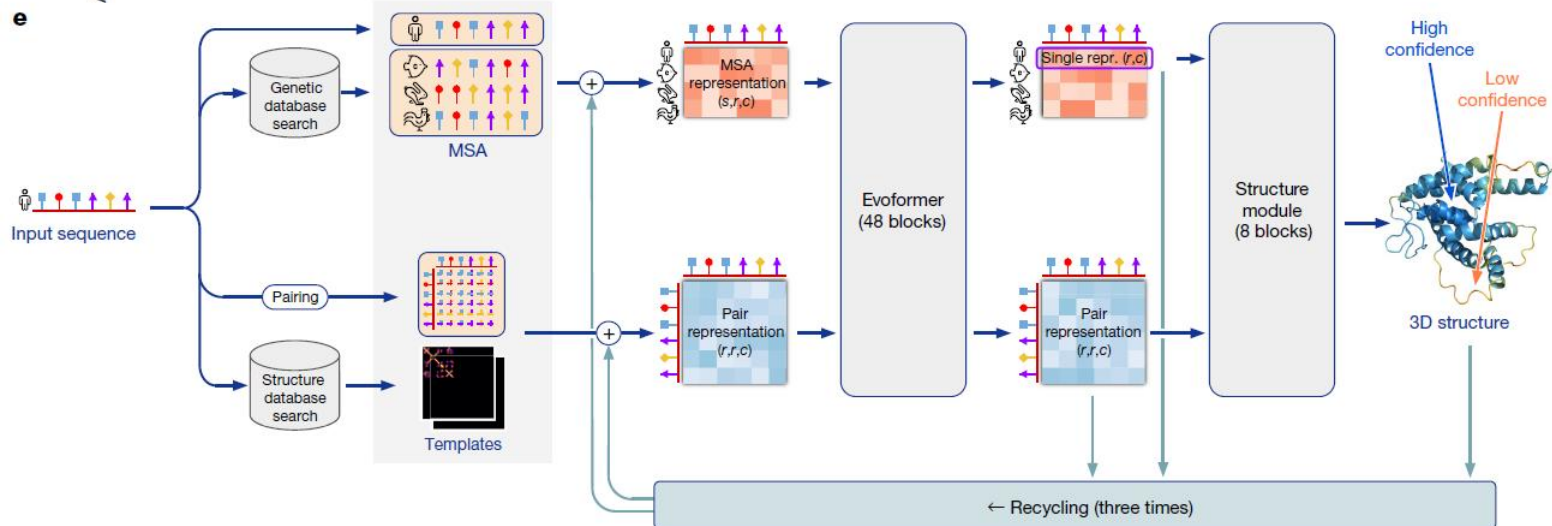 e
Input sequence
Genetic
database
search
MSA
Pairing
Structure
database
search
Templates
MSA
representation
(s,r,c)
Pair
representation
(r,r,c)
Evoformer
(48 blocks)
Single repr. (r,c)
Pair
representation
(r,r,c)
Structure
module
(8 blocks)
High
confidence
Low
confidence
3D structure
← Recycling (three times)